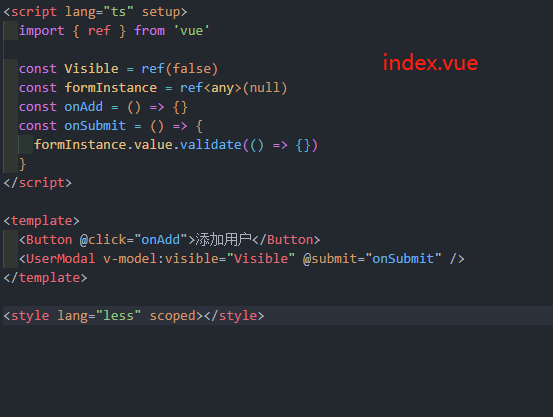 <script lang="ts" setup>
import { ref } from 'vue'
index.vue
const Visible = ref(false)
const formInstance = ref<any>(null)
const onAdd = () => {}
const onSubmit = () => {
formInstance.value.validate(() => {})
}
</script>
<template>
<Button @click="onAdd">添加用户</Button>
<UserModal v-model:visible="Visible" @submit="onSubmit" />
</template>
<style lang="less" scoped></style>